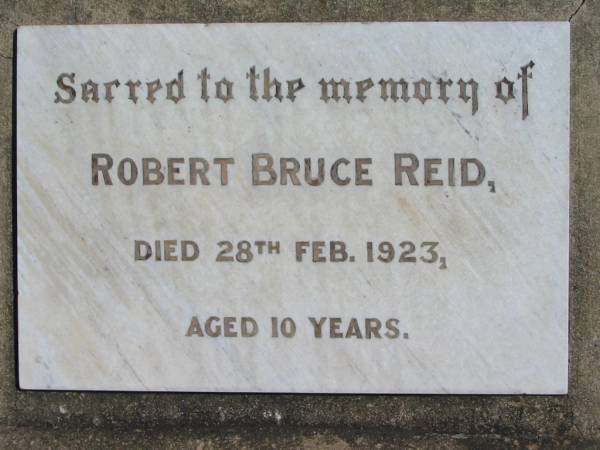 Sacred to the memory of
ROBERT BRUCE REID,
DIED 28TH FEB. 1923,
AGED 10 YEARS.